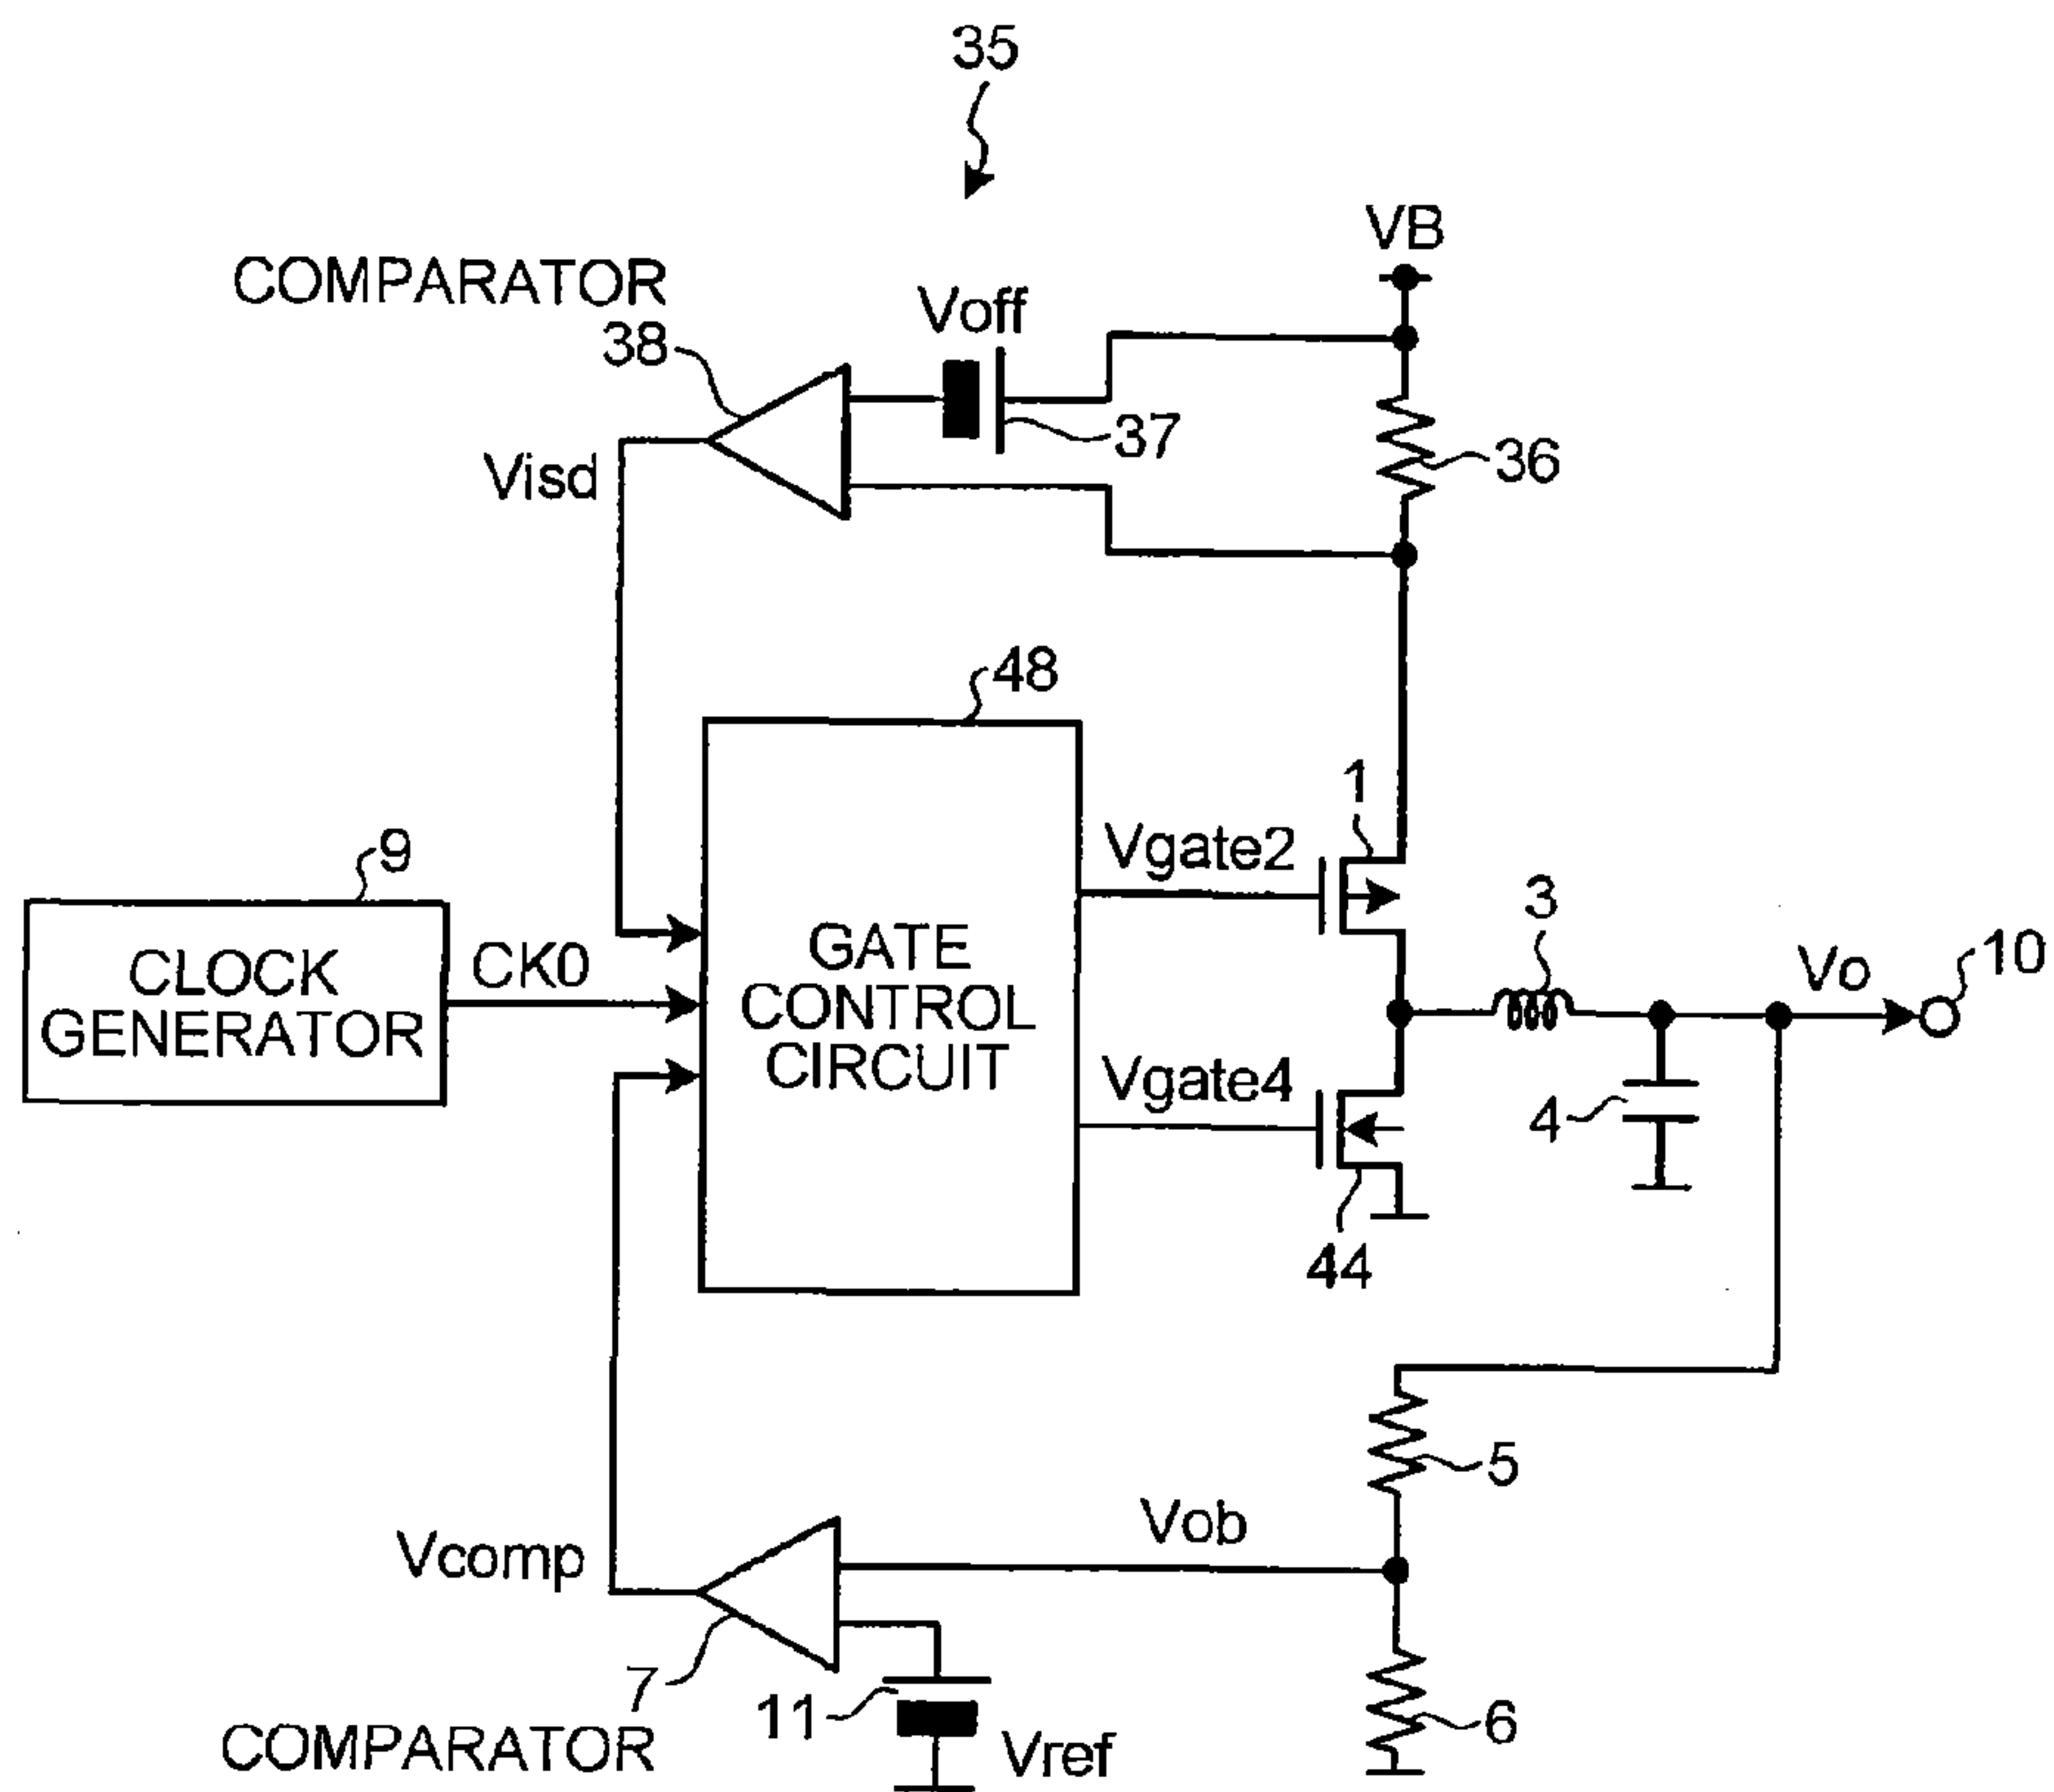 35
VB
COMPARATOR
Voff
38
37
36
Visd
48
1
9
Vgate2
3
CLOCK
GENERATOR
CK0
GATE
CONTROL
CIRCUIT
Vo
10
Vgate4
4
44
5
Vob
Vcomp
7
11
6
COMPARATOR
Vref